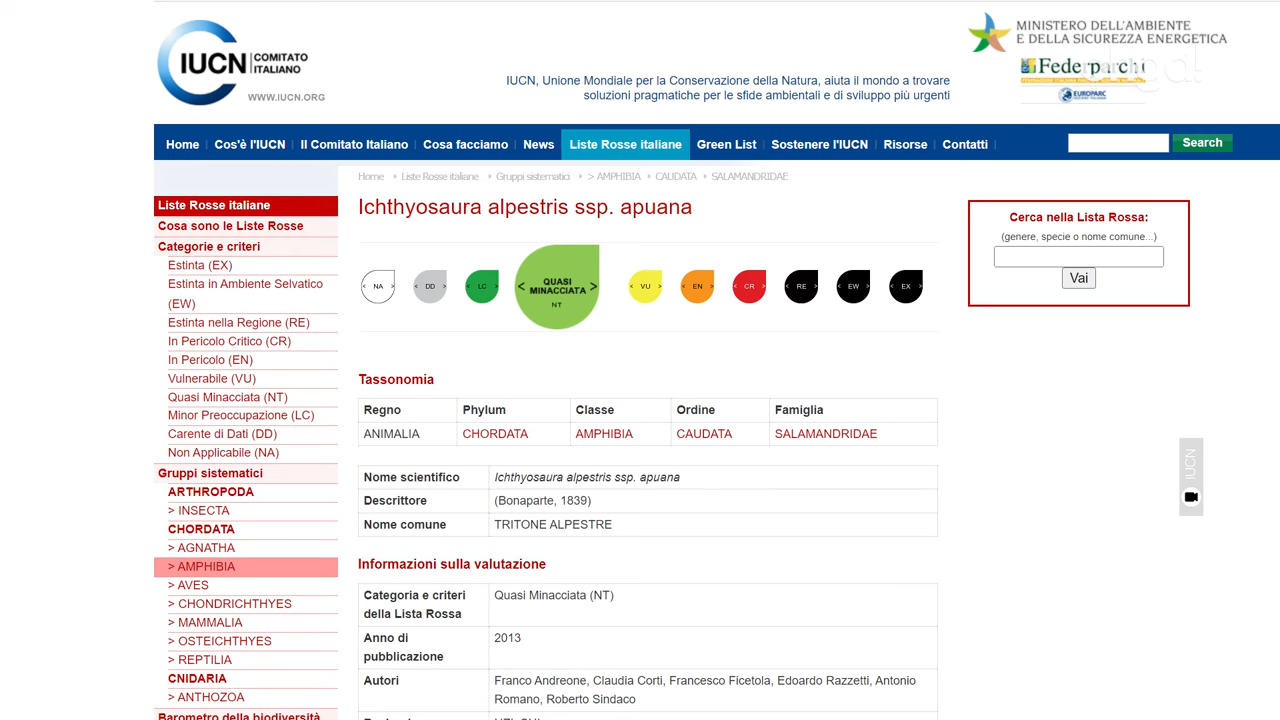 IUCN COMITATO
ITALIANO
WWW.IUCN.ORG
IUCN, Unione Mondiale per la Conservazione della Natura, aiuta il mondo a trovare
soluzioni pragmatiche per le sfide ambientali e di sviluppo più urgenti
MINISTERO DELL'AMBIENTE
E DELLA SICUREZZA ENERGETICA
Federparchi
EUROPARC
Home Cos'è l'IUCN Il Comitato Italiano Cosa facciamo News Liste Rosse italiane Green List Sostenere l'IUCN Risorse Contatti Search
Home Liste Rosse italiane Gruppi sistematici > AMPHIBIA CAUDATA SALAMANDRIDAE
Liste Rosse italiane
Cosa sono le Liste Rosse
Categorie e criteri
Estinta (EX)
Estinta in Ambiente Selvatico
(EW)
Estinta nella Regione (RE)
In Pericolo Critico (CR)
In Pericolo (EN)
Vulnerabile (VU)
Quasi Minacciata (NT)
Minor Preoccupazione (LC)
Carente di Dati (DD)
Non Applicabile (NA)
Gruppi sistematici
ARTHROPODA
> INSECTA
CHORDATA
> AGNATHA
> AMPHIBIA
> AVES
> CHONDRICHTHYES
> MAMMALIA
> OSTEICHTHYES
> REPTILIA
CNIDARIA
> ANTHOZOA
Barometro della biodiversità
Ichthyosaura alpestris ssp. apuana
< NA > < DD > < LC > < QUASI MINACCIATA > NT < VU > < EN > < CR > < RE > < EW > < EX >
Tassonomia
Regno Phylum Classe Ordine Famiglia
ANIMALIA CHORDATA AMPHIBIA CAUDATA SALAMANDRIDAE
Nome scientifico Ichthyosaura alpestris ssp. apuana
Descrittore (Bonaparte, 1839)
Nome comune TRITONE ALPESTRE
Informazioni sulla valutazione
Categoria e criteri della Lista Rossa Quasi Minacciata (NT)
Anno di pubblicazione 2013
Autori Franco Andreone, Claudia Corti, Francesco Ficetola, Edoardo Razzetti, Antonio
Romano, Roberto Sindaco
Cerca nella Lista Rossa:
(genere, specie o nome comune...)
Vai
IUCN